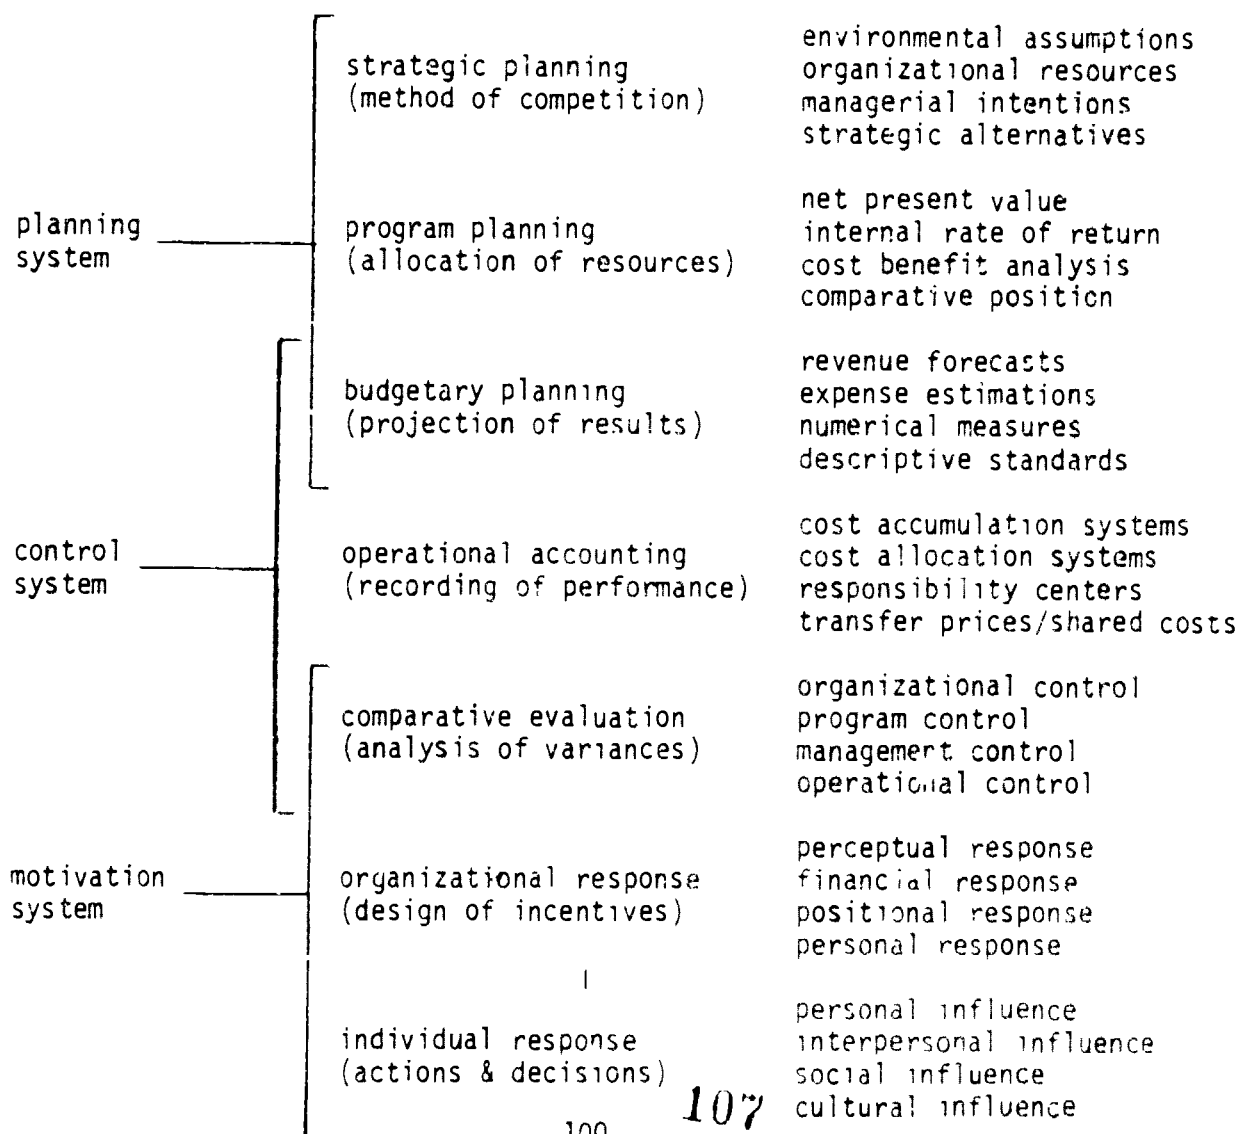 strategic planning
(method of competition)
environmental assumptions
organizational resources
managerial intentions
strategic alternatives
planning
system
program planning
(allocation of resources)
net present value
internal rate of return
cost benefit analysis
comparative position
budgetary planning
(projection of results)
revenue forecasts
expense estimations
numerical measures
descriptive standards
control
system
operational accounting
(recording of performance)
cost accumulation systems
cost allocation systems
responsibility centers
transfer prices/shared costs
comparative evaluation
(analysis of variances)
organizational control
program control
management control
operational control
motivation
system
organizational response
(design of incentives)
perceptual response
financial response
positional response
personal response
individual response
(actions & decisions)
personal influence
interpersonal influence
social influence
cultural influence
107
100